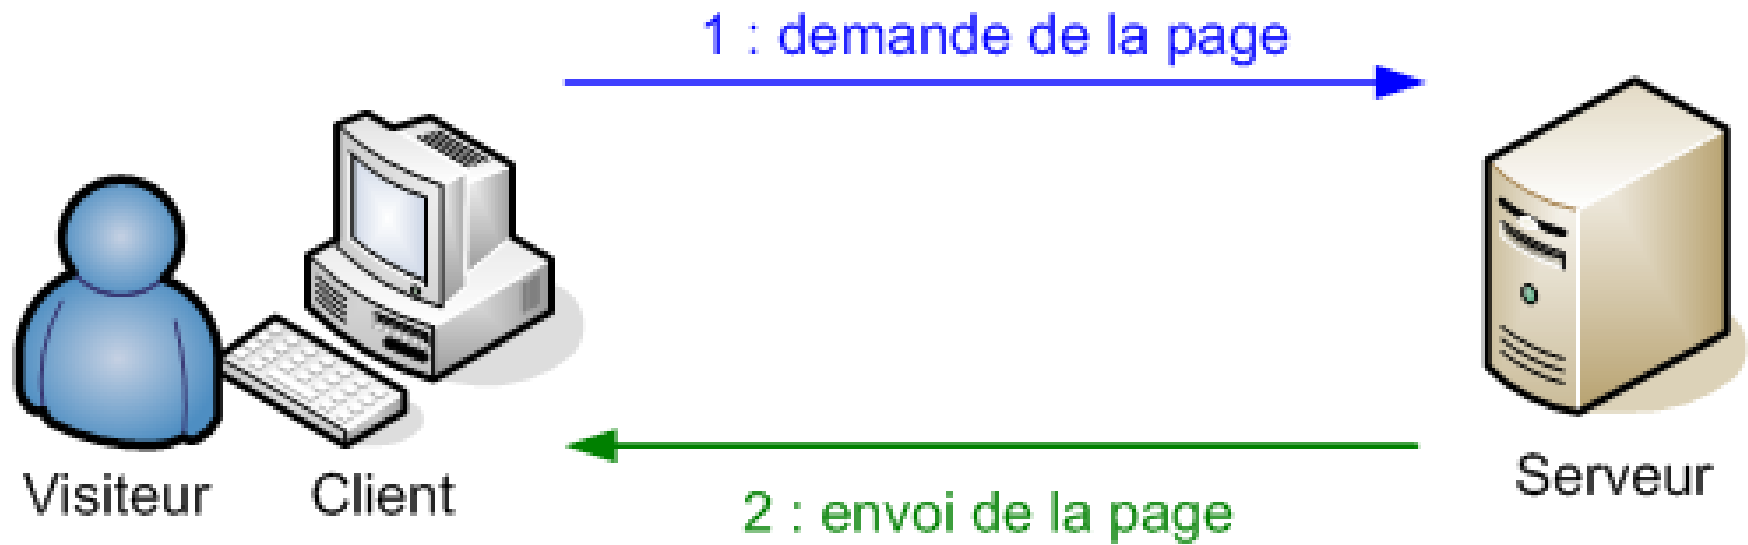 1 : demande de la page
Visiteur
Client
Serveur
2 : envoi de la page